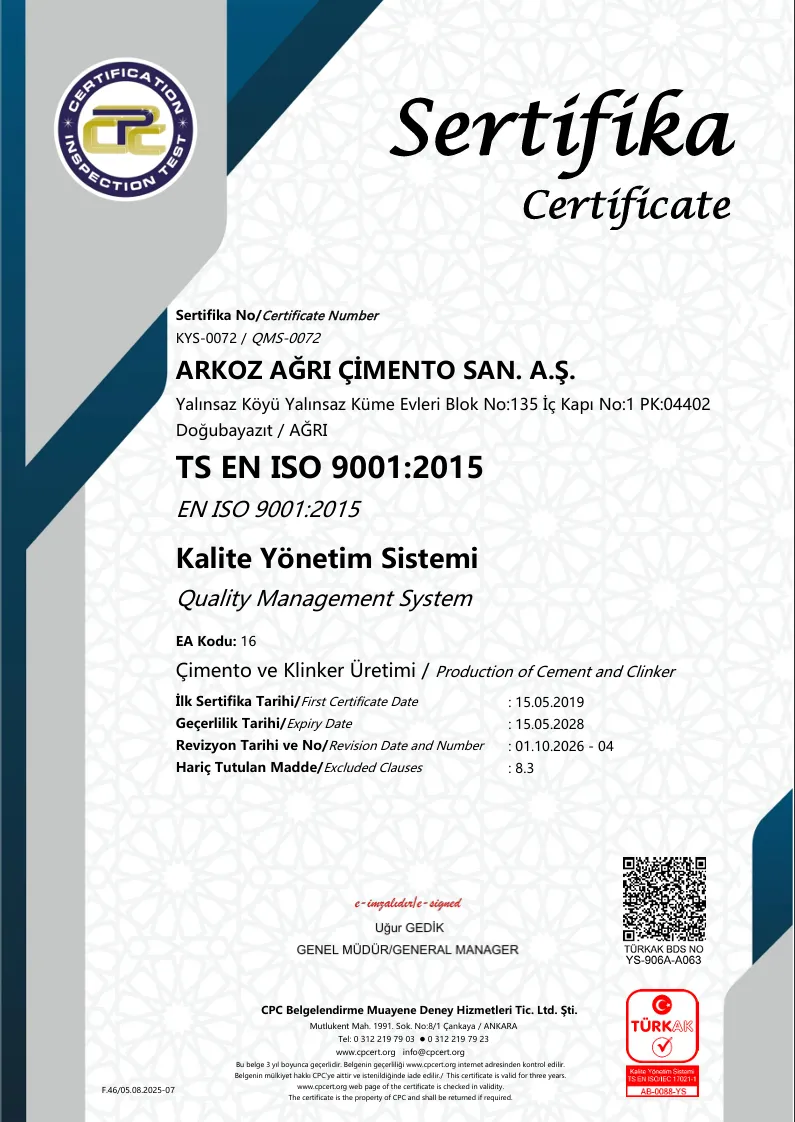 CERTIFICATION
CPC
INSPECTION TEST
Sertifika
Certificate
Sertifika No/Certificate Number
KYS-0072 / QMS-0072
ARKOZ AĞRI ÇİMENTO SAN. A.Ş.
Yalınsaz Köyü Yalınsaz Küme Evleri Blok No:135 İç Kapı No:1 PK:04402
Doğubayazıt / AĞRI
TS EN ISO 9001:2015
EN ISO 9001:2015
Kalite Yönetim Sistemi
Quality Management System
EA Kodu: 16
Çimento ve Klinker Üretimi / Production of Cement and Clinker
İlk Sertifika Tarihi/First Certificate Date : 15.05.2019
Geçerlilik Tarihi/Expiry Date : 15.05.2028
Revizyon Tarihi ve No/Revision Date and Number : 01.10.2026 - 04
Hariç Tutulan Madde/Excluded Clauses : 8.3
e-imzalıdır/e-signed
Uğur GEDİK
GENEL MÜDÜR/GENERAL MANAGER
TÜRKAK BDS NO
YS-906A-A063
CPC Belgelendirme Muayene Deney Hizmetleri Tic. Ltd. Şti.
Mutlukent Mah. 1991. Sok. No:8/1 Çankaya / ANKARA
Tel: 0 312 219 79 03 ● 0 312 219 79 23
www.cpcert.org info@cpcert.org
Bu belge 3 yıl boyunca geçerlidir. Belgenin geçerliliği www.cpcert.org internet adresinden kontrol edilir.
Belgenin mülkiyet hakkı CPC'ye aittir ve istenildiğinde iade edilir./ This certificate is valid for three years.
www.cpcert.org web page of the certificate is checked in validity.
The certificate is the property of CPC and shall be returned if required.
F.46/05.08.2025-07
TÜRKAK
Kalite Yönetim Sistemi
TS EN ISO/IEC 17021-1
AB-0088-YS